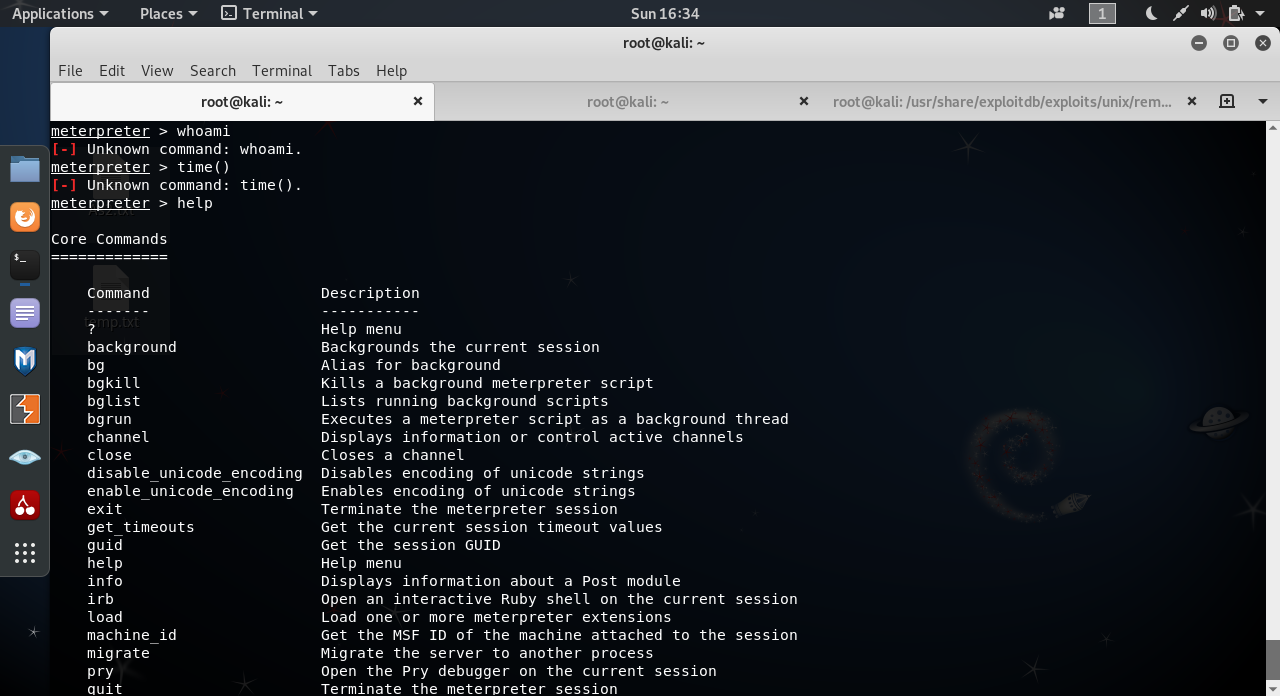 Applications Places Terminal Sun 16:34 1
root@kali: ~
File Edit View Search Terminal Tabs Help
root@kali: ~ root@kali: ~ root@kali: /usr/share/exploitdb/exploits/unix/rem...
meterpreter > whoami
[-] Unknown command: whoami.
meterpreter > time()
[-] Unknown command: time().
meterpreter > help
Core Commands
=============
Command Description
------- -----------
? Help menu
temp.txt
background Backgrounds the current session
bg Alias for background
bgkill Kills a background meterpreter script
bglist Lists running background scripts
bgrun Executes a meterpreter script as a background thread
channel Displays information or control active channels
close Closes a channel
disable_unicode_encoding Disables encoding of unicode strings
enable_unicode_encoding Enables encoding of unicode strings
exit Terminate the meterpreter session
get_timeouts Get the current session timeout values
guid Get the session GUID
help Help menu
info Displays information about a Post module
irb Open an interactive Ruby shell on the current session
load Load one or more meterpreter extensions
machine_id Get the MSF ID of the machine attached to the session
migrate Migrate the server to another process
pry Open the Pry debugger on the current session
quit Terminate the meterpreter session